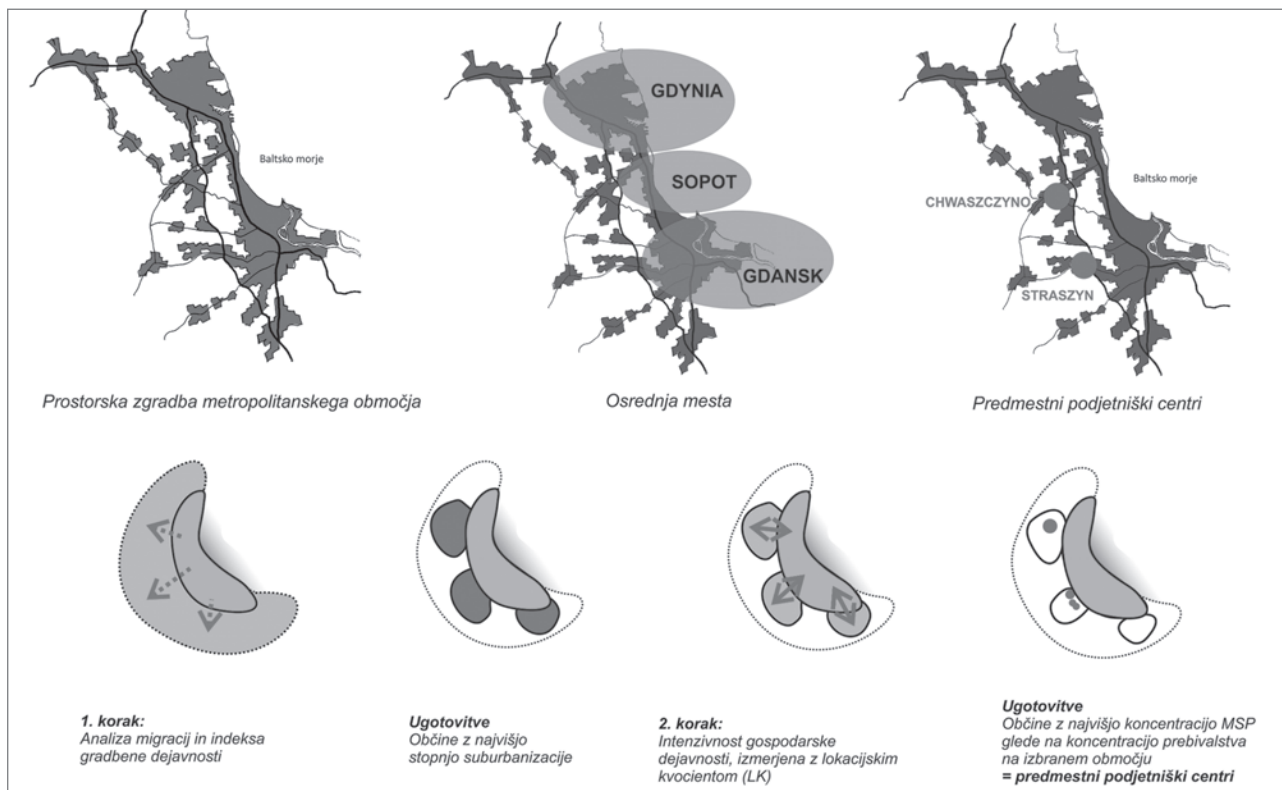 Baltsko morje
GDYNIA
SOPOT
GDANSK
Baltsko morje
CHWASZCZYNO
STRASZYN
Prostorska zgradba metropolitanskega območja
Osrednja mesta
Predmestni podjetniški centri
1. korak:
Analiza migracij in indeksa
gradbene dejavnosti
Ugotovitve
Občine z najvišjo
stopnjo suburbanizacije
2. korak:
Intenzivnost gospodarske
dejavnosti, izmerjena z lokacijskim
kvocientom (LK)
Ugotovitve
Občine z najvišjo koncentracijo MSP
glede na koncentracijo prebivalstva
na izbranem območju
= predmestni podjetniški centri